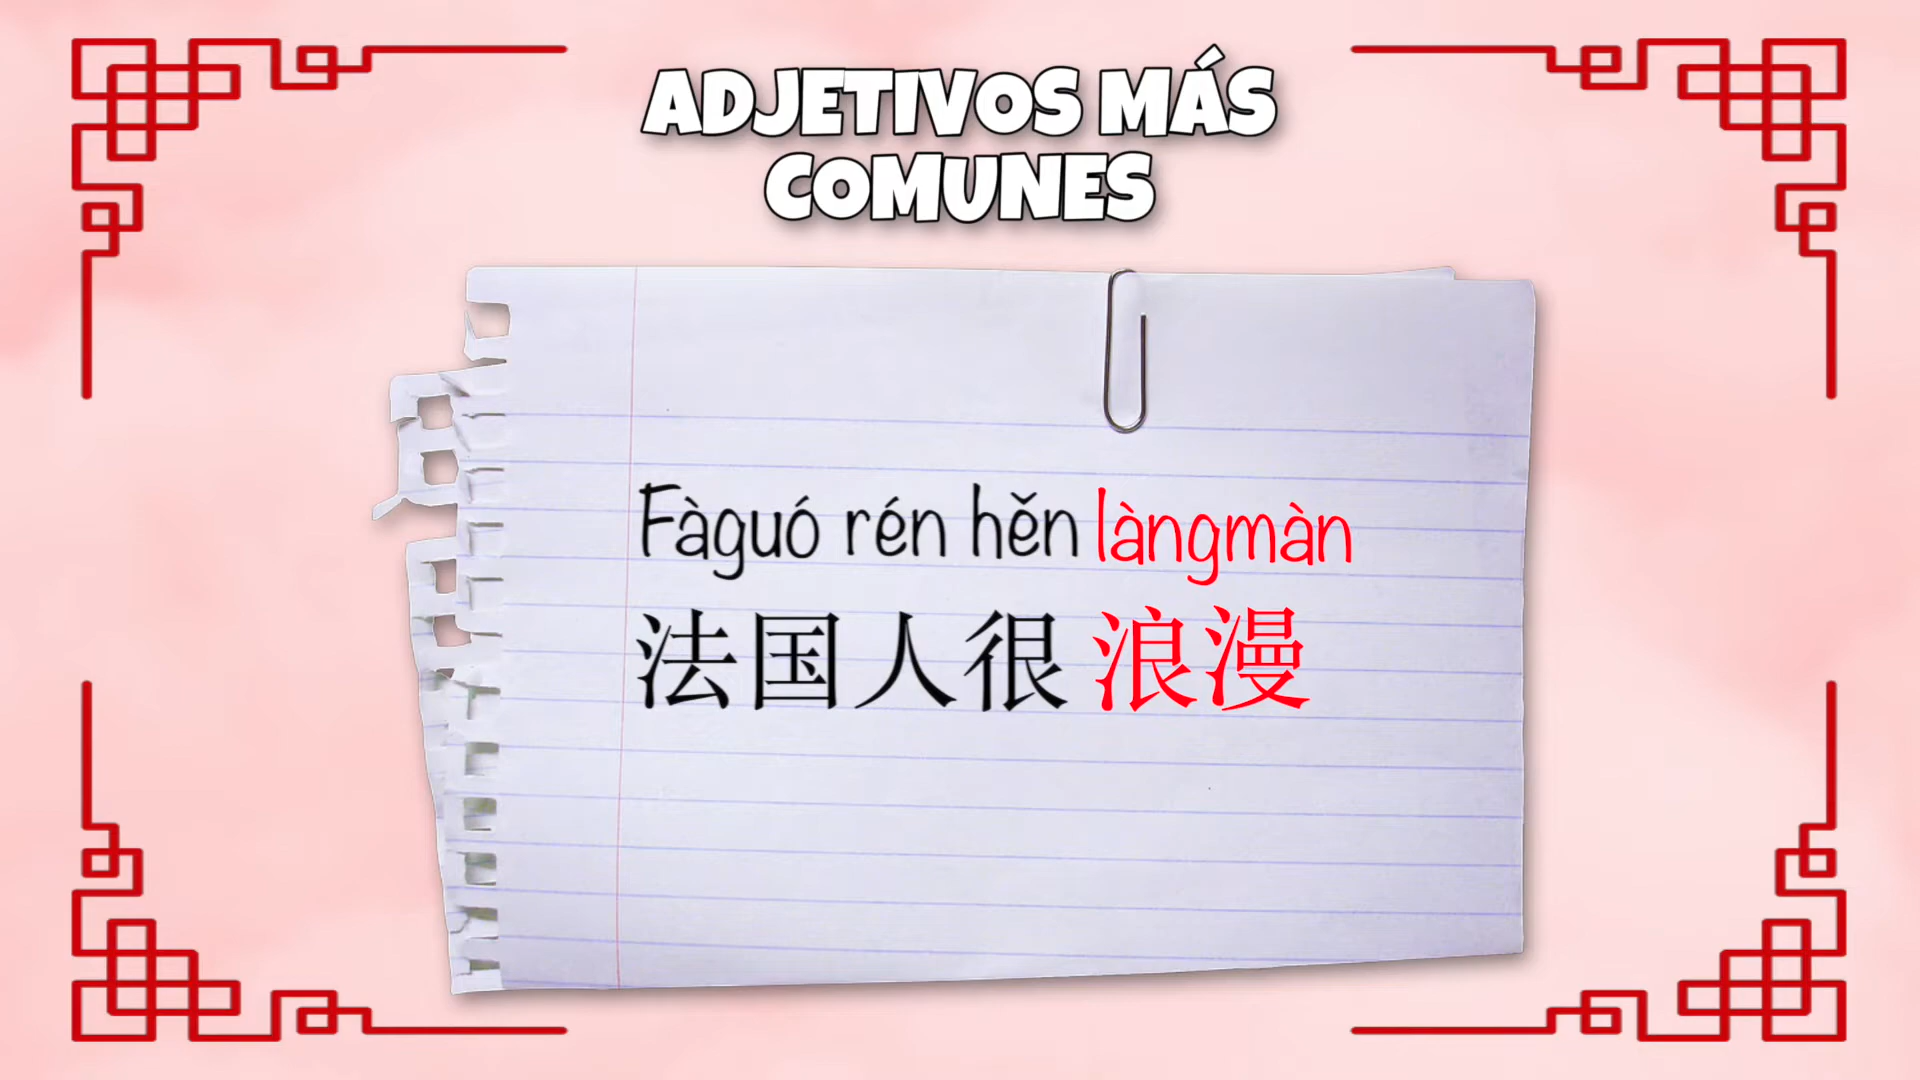 ADJETIVOS MÁS
COMUNES
Fàguó rén hěn làngmàn
法国人很 浪漫